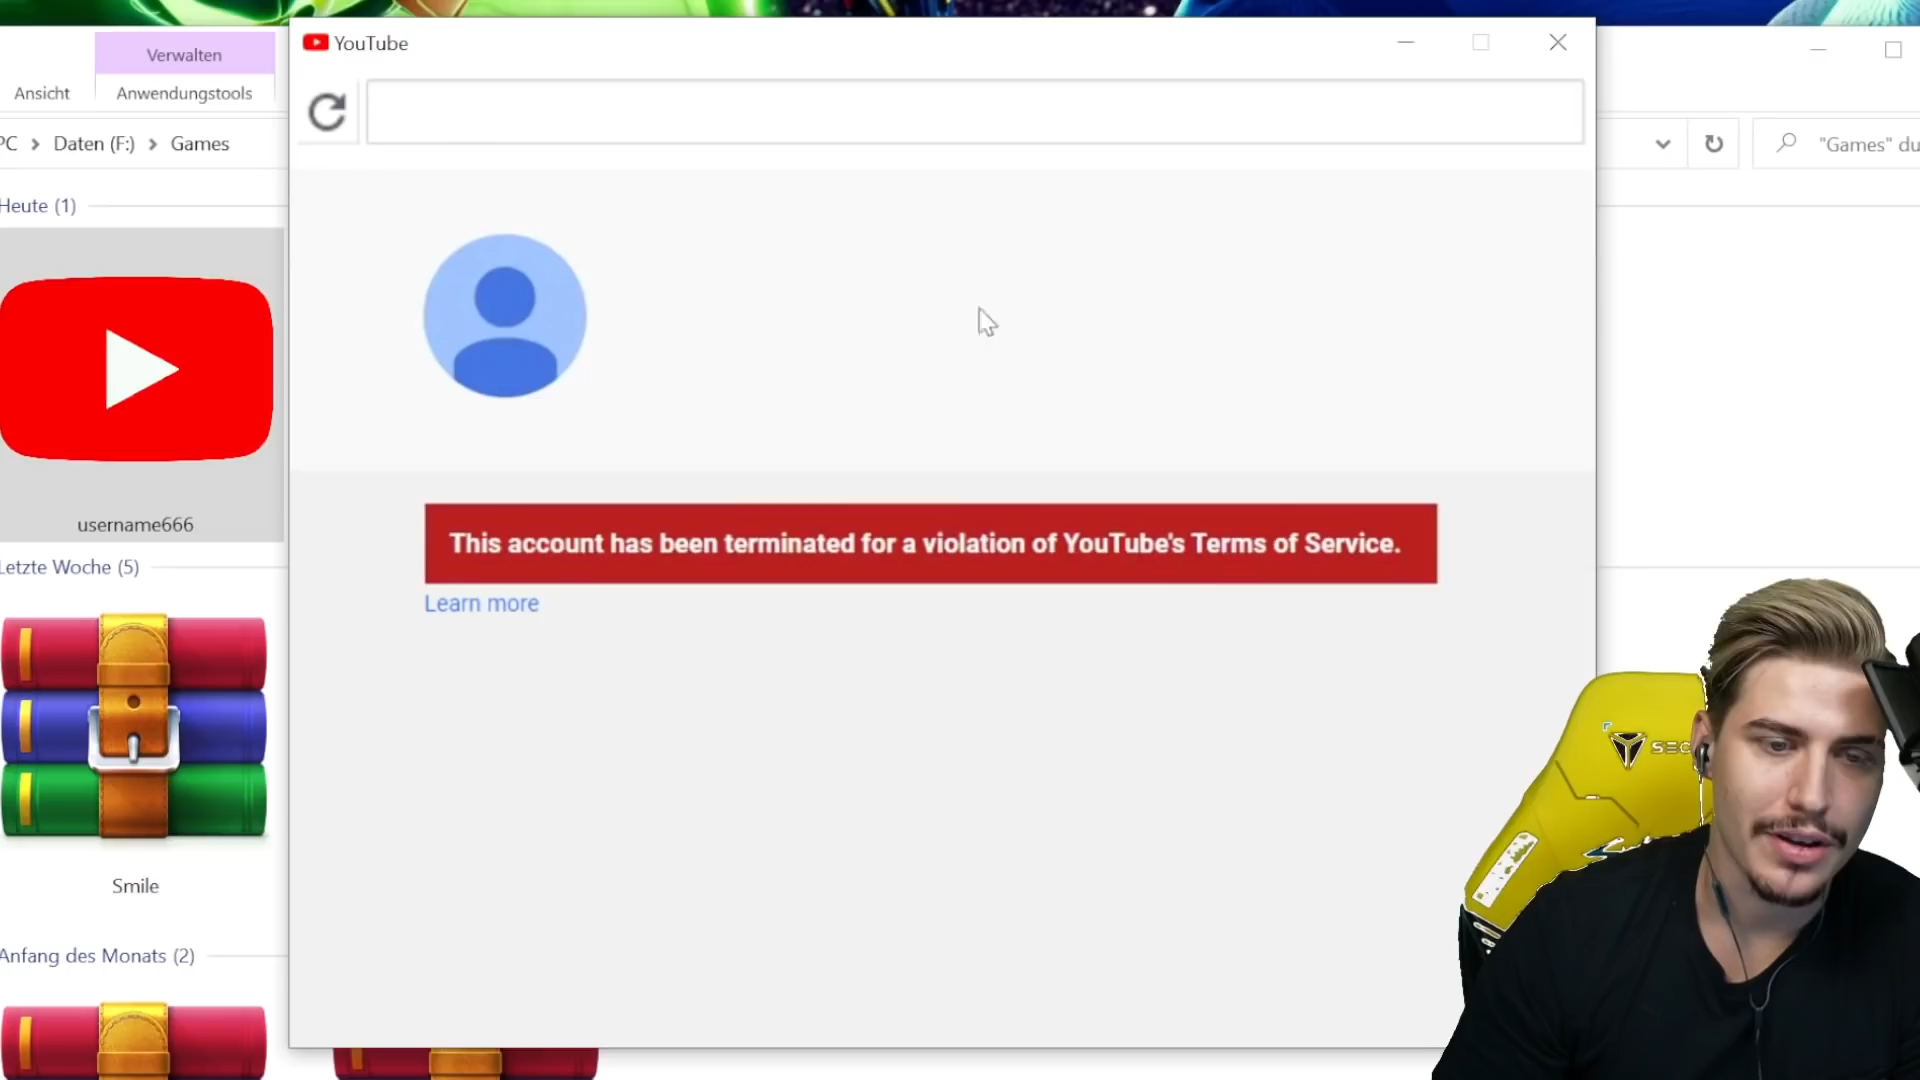 Verwalten
YouTube
Ansicht
Anwendungstools
PC > Daten (F:) > Games
"Games" du
Heute (1)
username666
This account has been terminated for a violation of YouTube's Terms of Service.
Letzte Woche (5)
Learn more
SEC
Smile
Anfang des Monats (2)